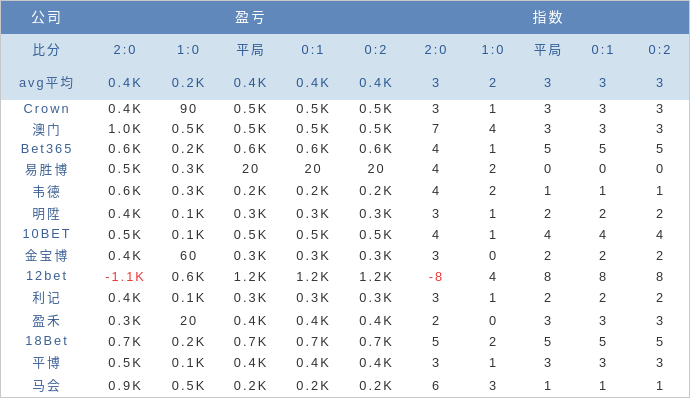 公司 盈亏 指数
比分 2:0 1:0 平局 0:1 0:2 2:0 1:0 平局 0:1 0:2
avg平均 0.4K 0.2K 0.4K 0.4K 0.4K 3 2 3 3 3
Crown 0.4K 90 0.5K 0.5K 0.5K 3 1 3 3 3
澳门 1.0K 0.5K 0.5K 0.5K 0.5K 7 4 3 3 3
Bet365 0.6K 0.2K 0.6K 0.6K 0.6K 4 1 5 5 5
易胜博 0.5K 0.3K 20 20 20 4 2 0 0 0
韦德 0.6K 0.3K 0.2K 0.2K 0.2K 4 2 1 1 1
明陞 0.4K 0.1K 0.3K 0.3K 0.3K 3 1 2 2 2
10BET 0.5K 0.1K 0.5K 0.5K 0.5K 4 1 4 4 4
金宝博 0.4K 60 0.3K 0.3K 0.3K 3 0 2 2 2
12bet -1.1K 0.6K 1.2K 1.2K 1.2K -8 4 8 8 8
利记 0.4K 0.1K 0.3K 0.3K 0.3K 3 1 2 2 2
盈禾 0.3K 20 0.4K 0.4K 0.4K 2 0 3 3 3
18Bet 0.7K 0.2K 0.7K 0.7K 0.7K 5 2 5 5 5
平博 0.5K 0.1K 0.4K 0.4K 0.4K 3 1 3 3 3
马会 0.9K 0.5K 0.2K 0.2K 0.2K 6 3 1 1 1